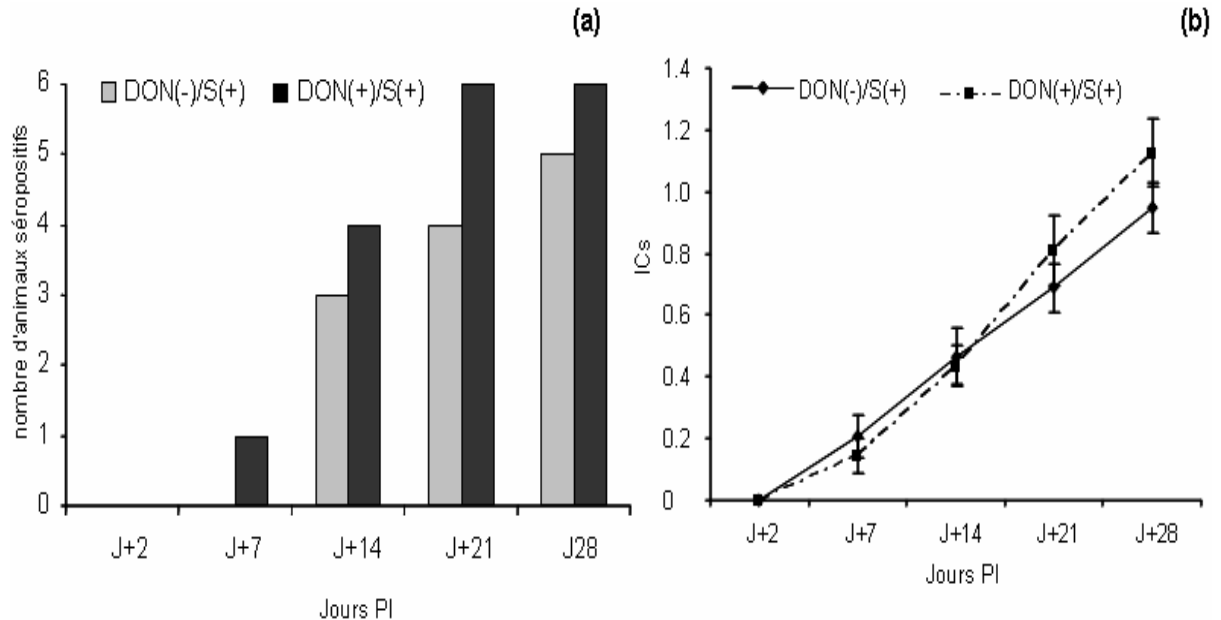 (a)
DON(-)/S(+) DON(+)/S(+)
nombre d'animaux séropositifs
6
5
4
3
2
1
0
J+2 J+7 J+14 J+21 J28
Jours PI
(b)
DON(-)/S(+) DON(+)/S(+)
ICs
1.4
1.2
1.0
0.8
0.6
0.4
0.2
0
J+2 J+7 J+14 J+21 J+28
Jours PI